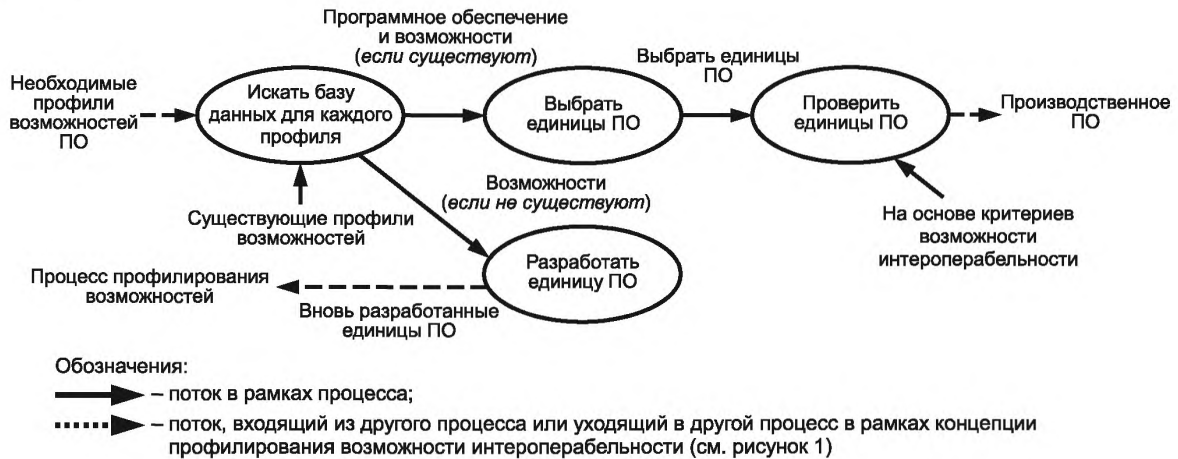 Программное обеспечение
и возможности
(если существуют)
Необходимые
профили
возможностей
ПО
Искать базу
данных для каждого
профиля
Выбрать
единицы ПО
Выбрать единицы
ПО
Проверить
единицы ПО
Производственное
ПО
Существующие профили
возможностей
Возможности
(если не существуют)
На основе критериев
возможности
интероперабельности
Разработать
единицу ПО
Процесс профилирования
возможностей
Вновь разработанные
единицы ПО
Обозначения:
– поток в рамках процесса;
– поток, входящий из другого процесса или уходящий в другой процесс в рамках концепции
профилирования возможности интероперабельности (см. рисунок 1)